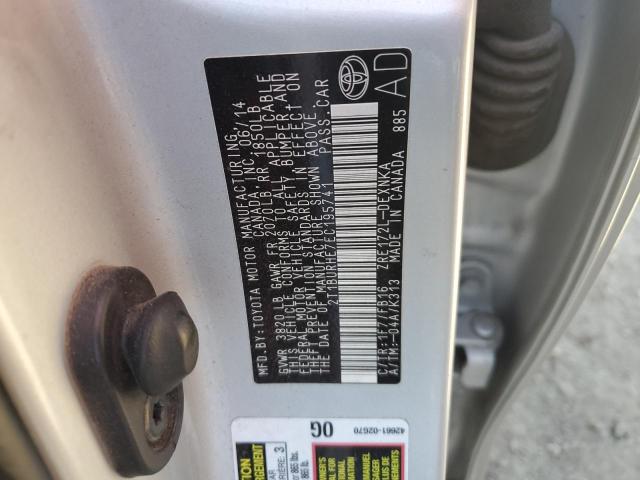 MFD.BY:TOYOTA MOTOR MANUFACTURING,
CANADA, INC. 06/14
GVWR 3820LB GAWR FR 2070LB RR 1850LB
THIS VEHICLE CONFORMS TO ALL APPLICABLE
FEDERAL MOTOR VEHICLE SAFETY, BUMPER AND
THEFT PREVENTION STANDARDS IN EFFECT ON
THE DATE OF MANUFACTURE SHOWN ABOVE.
2T1BURHE7EC195741 PASS.CAR
AD
C/TR:1F7/FB16 ZRE172L-DEXNKA
A/TM:-04A/K313 MADE IN CANADA 885
42661-02G70
0G
3